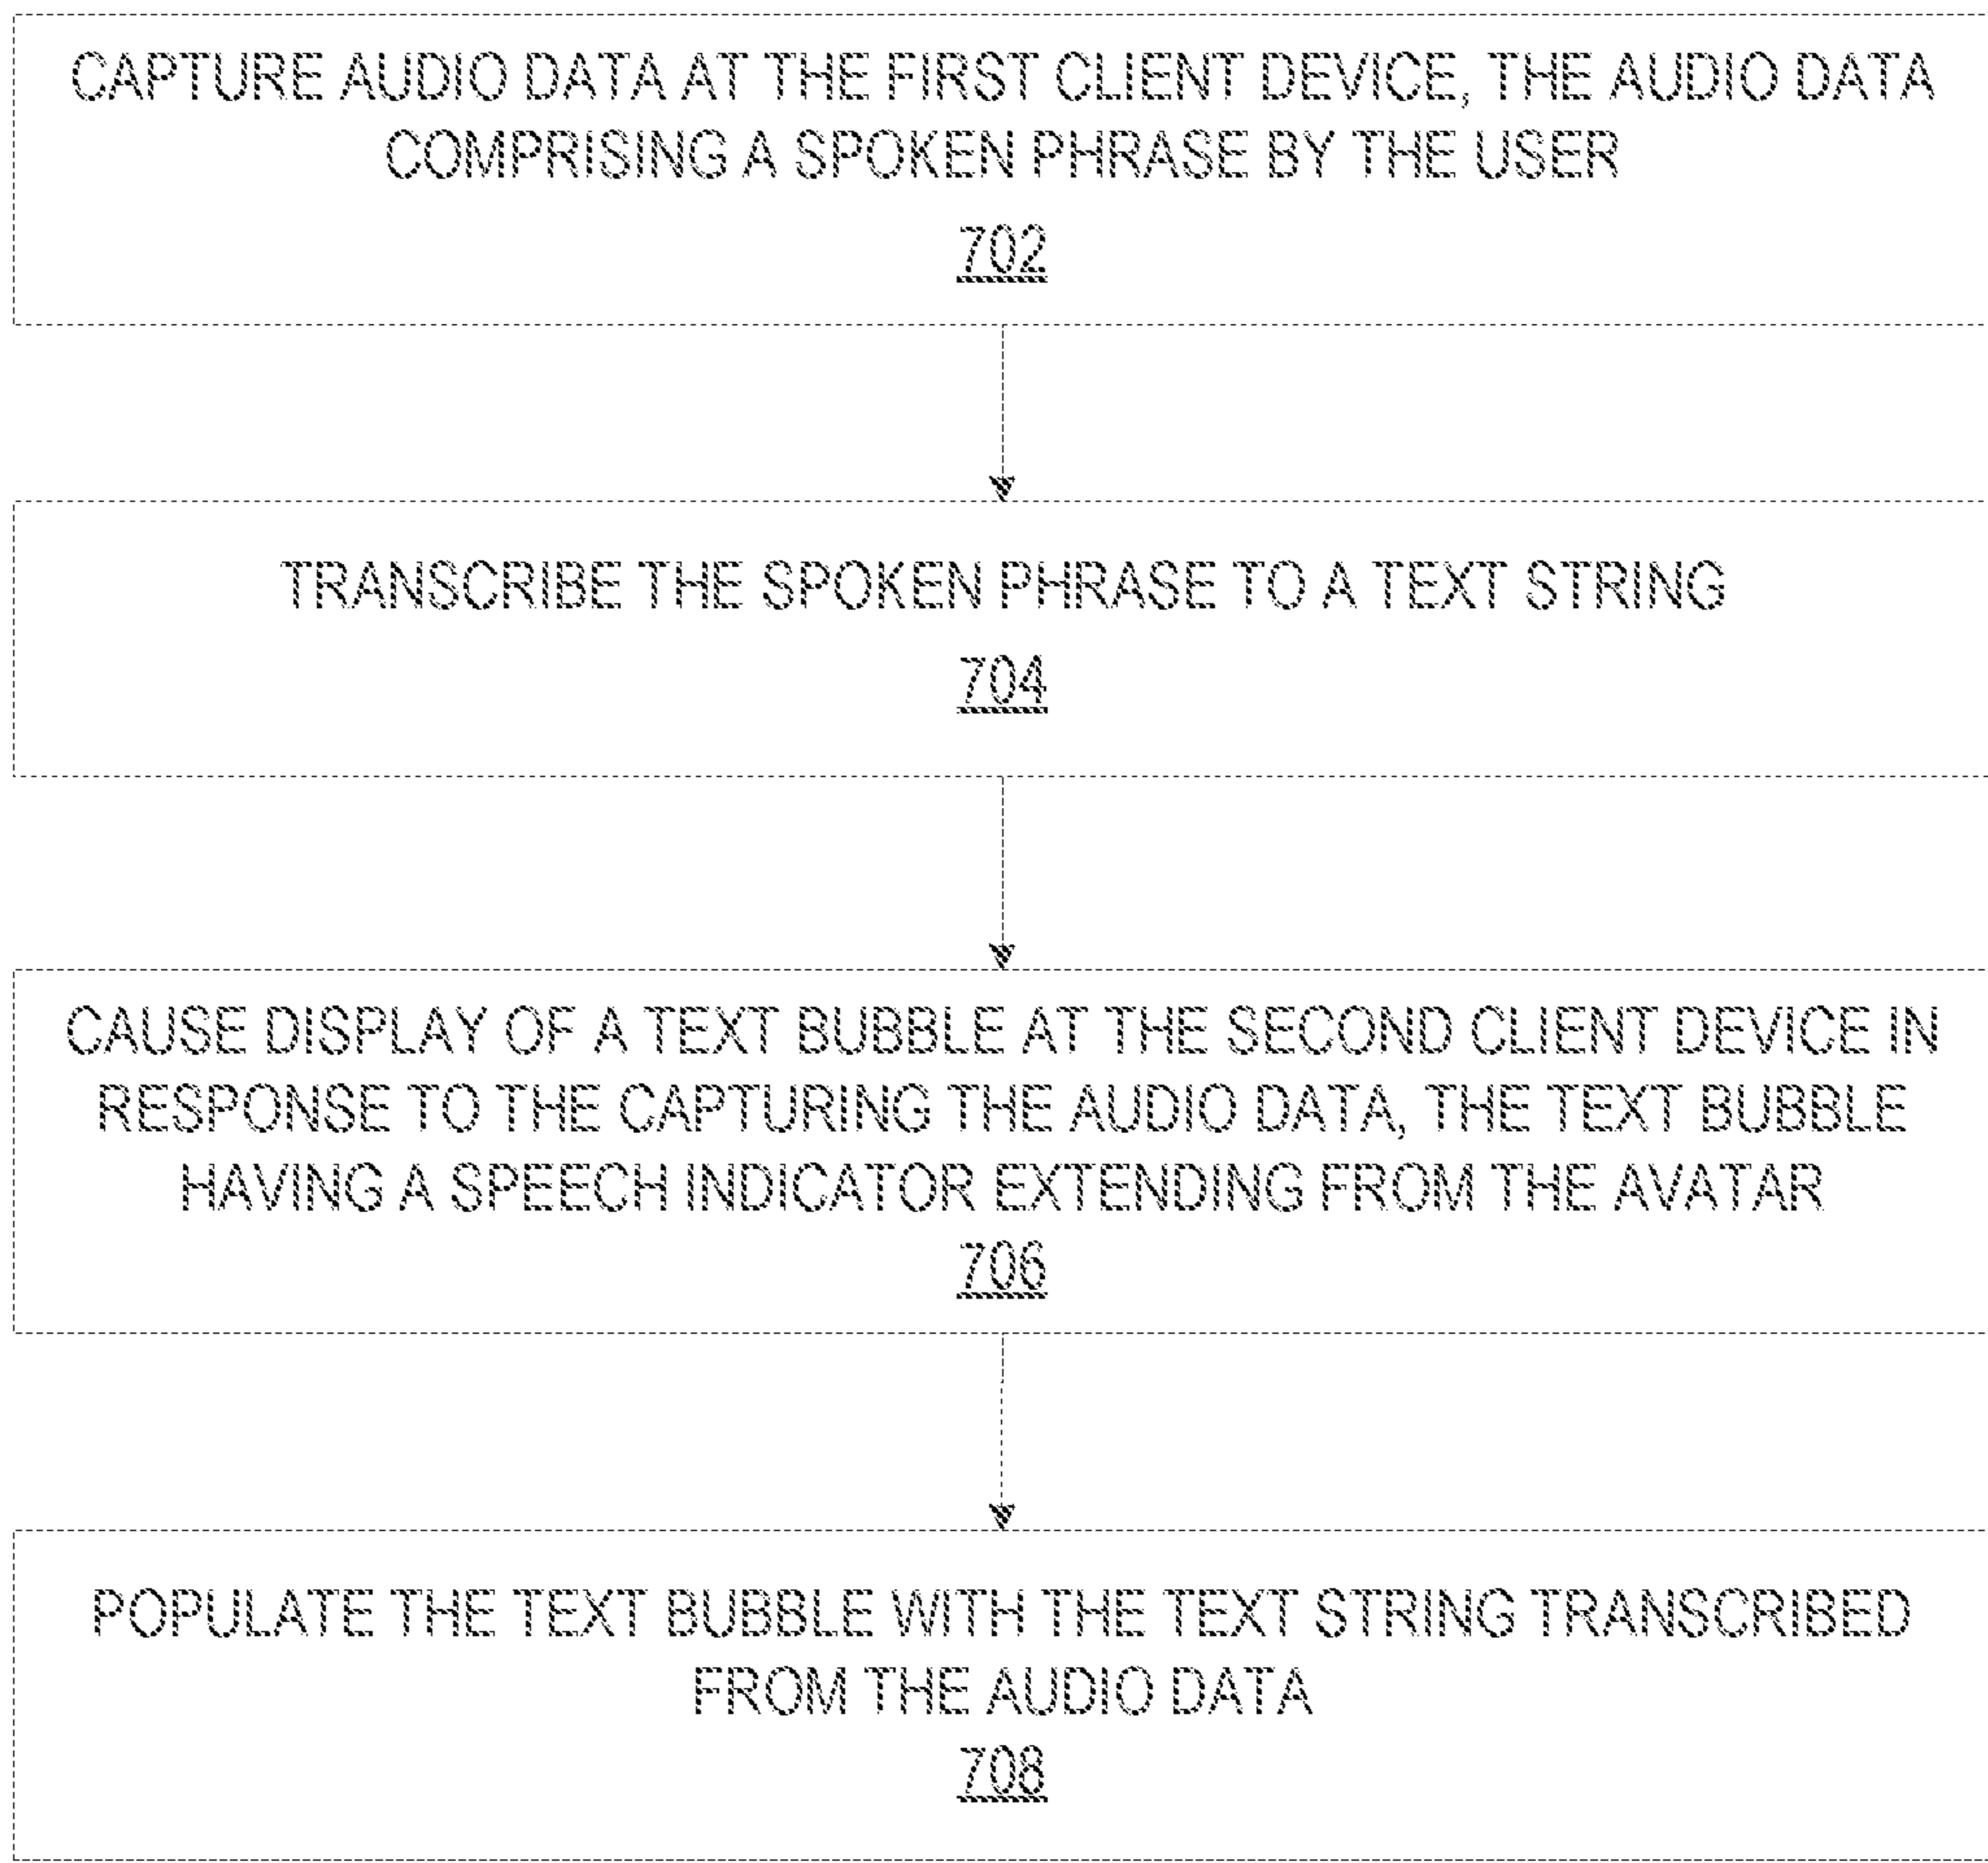 CAPTURE AUDIO DATA AT THE FIRST CLIENT DEVICE, THE AUDIO DATA
COMPRISING A SPOKEN PHRASE BY THE USER
702
TRANSCRIBE THE SPOKEN PHRASE TO A TEXT STRING
704
CAUSE DISPLAY OF A TEXT BUBBLE AT THE SECOND CLIENT DEVICE IN
RESPONSE TO THE CAPTURING THE AUDIO DATA, THE TEXT BUBBLE
HAVING A SPEECH INDICATOR EXTENDING FROM THE AVATAR
706
POPULATE THE TEXT BUBBLE WITH THE TEXT STRING TRANSCRIBED
FROM THE AUDIO DATA
708